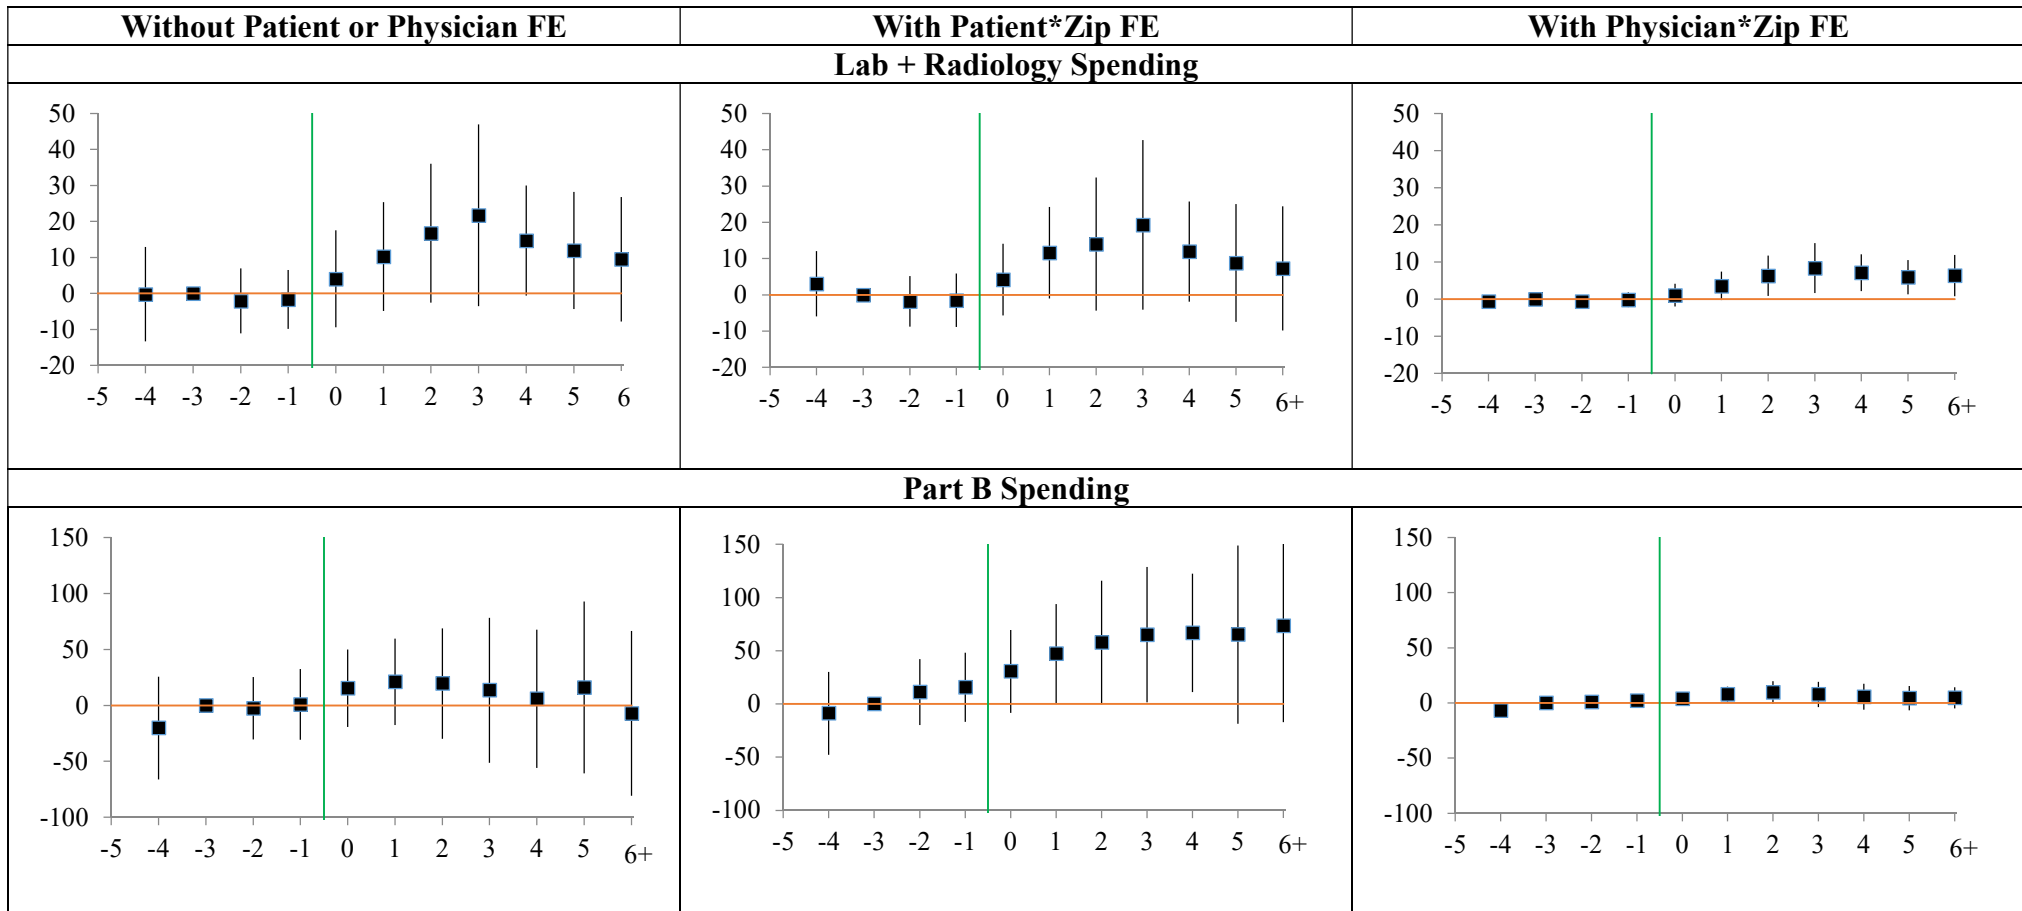 Without Patient or Physician FE With Patient*Zip FE With Physician*Zip FE
Lab + Radiology Spending
50 50 50
40 40 40
30 30 30
20 20 20
10 10 10
0 0 0
-10 -10 -10
-20 -20 -20
-5 -4 -3 -2 -1 0 1 2 3 4 5 6 -5 -4 -3 -2 -1 0 1 2 3 4 5 6+ -5 -4 -3 -2 -1 0 1 2 3 4 5 6+
Part B Spending
150 150 150
100 100 100
50 50 50
0 0 0
-50 -50 -50
-100 -100 -100
-5 -4 -3 -2 -1 0 1 2 3 4 5 6+ -5 -4 -3 -2 -1 0 1 2 3 4 5 6+ -5 -4 -3 -2 -1 0 1 2 3 4 5 6+